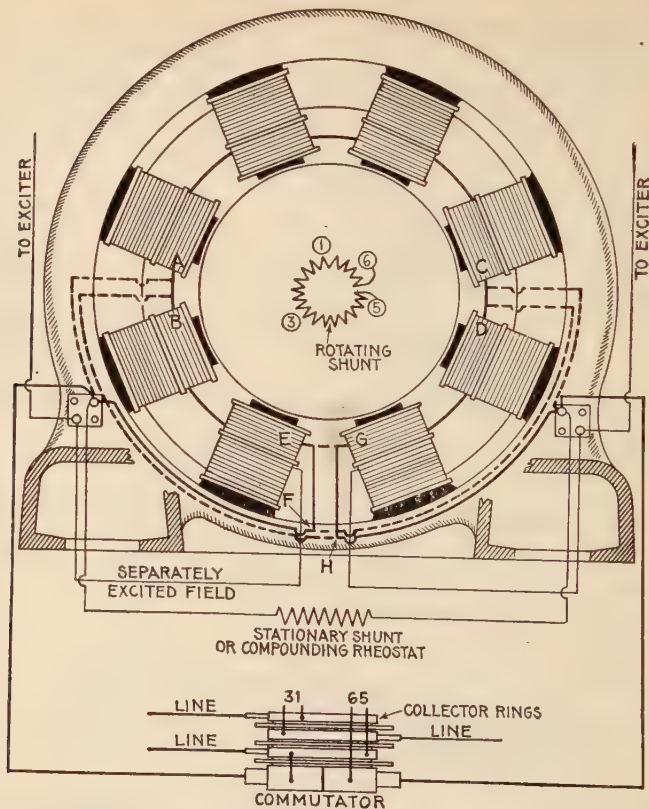 TO EXCITER
TO EXCITER
A
C
1
6
3
5
ROTATING
SHUNT
B
D
E
G
F
H
SEPARATELY
EXCITED FIELD
STATIONARY SHUNT
OR COMPOUNDING RHEOSTAT
31
65
LINE
COLLECTOR RINGS
LINE
LINE
COMMUTATOR